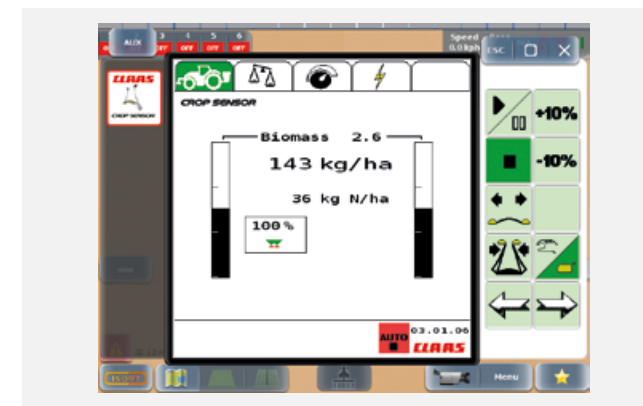 AUX
3 4 5 6
OFF OFF OFF OFF
Speed
0.0 kph
ESC
CLAAS
CROP SENSOR
CROP SENSOR
Biomass 2.6
143 kg/ha
36 kg N/ha
100 %
+10%
-10%
AUTO
03.01.06
CLAAS
ISOBUS
Menu